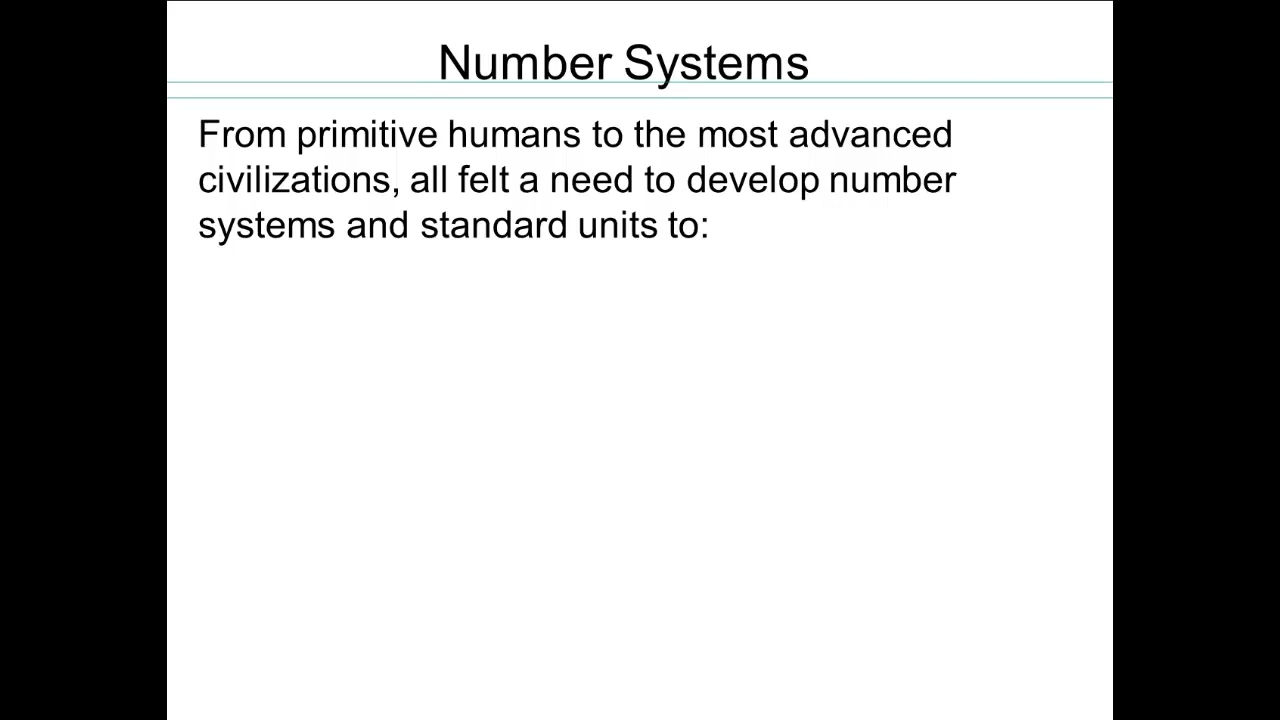 Number Systems
From primitive humans to the most advanced
civilizations, all felt a need to develop number
systems and standard units to: